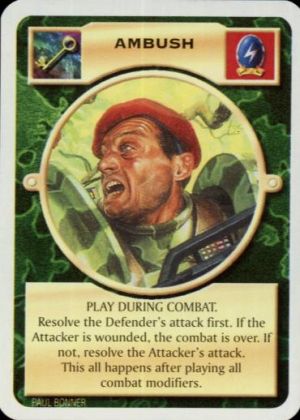 AMBUSH
PLAY DURING COMBAT.
Resolve the Defender's attack first. If the
Attacker is wounded, the combat is over. If
not, resolve the Attacker's attack.
This all happens after playing all
combat modifiers.
PAUL BONNER